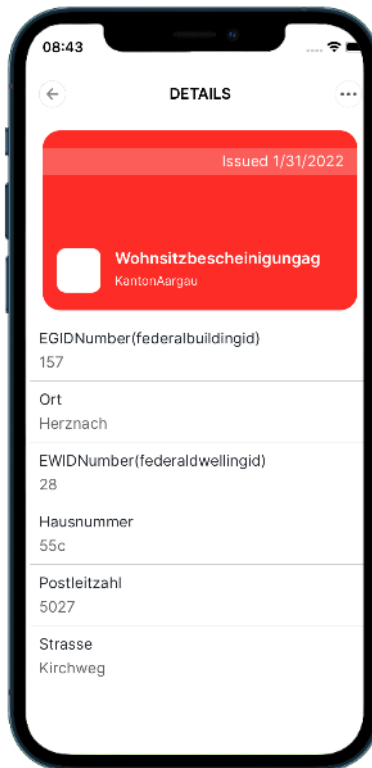 08:43
DETAILS
Issued 1/31/2022
Wohnsitzbescheinigungag
KantonAargau
EGIDNumber(federalbuildingid)
157
Ort
Herznach
EWIDNumber(federaldwellingid)
28
Hausnummer
55c
Postleitzahl
5027
Strasse
Kirchweg